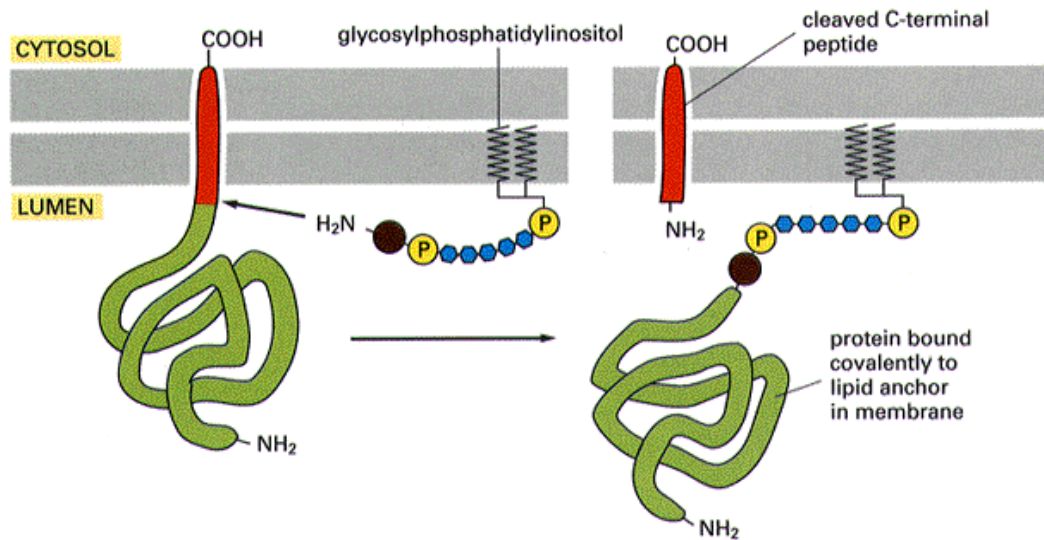 CYTOSOL
COOH
glycosylphosphatidylinositol
COOH
cleaved C-terminal
peptide
LUMEN
H₂N
P
P
NH₂
P
P
NH₂
protein bound
covalently to
lipid anchor
in membrane
NH₂